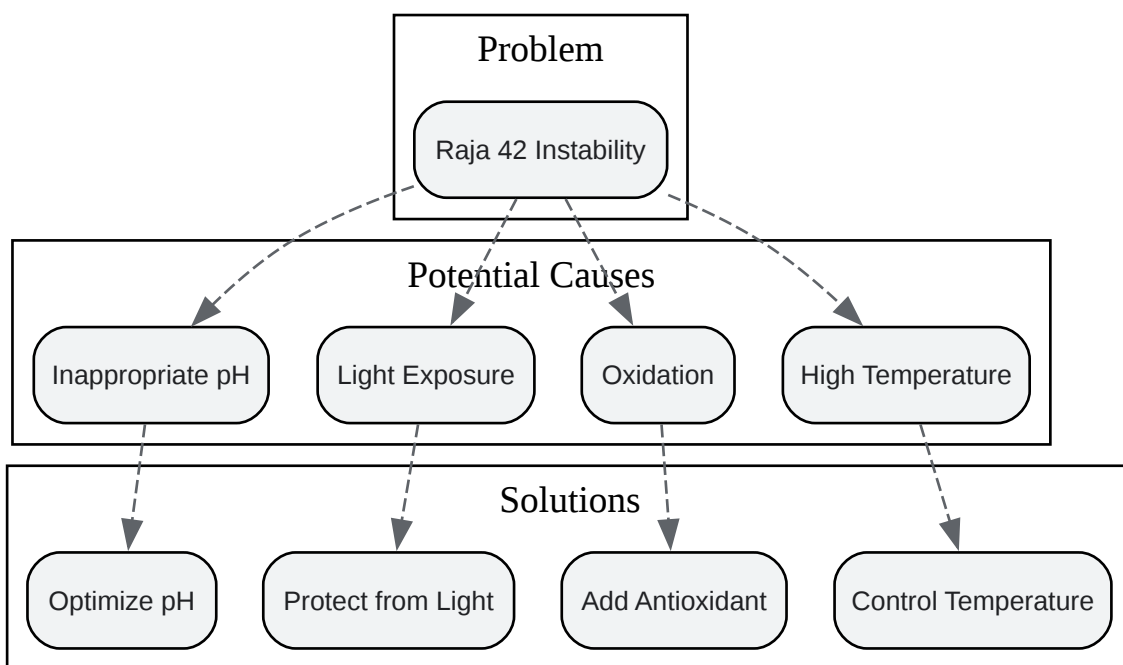 Problem
Raja 42 Instability
Potential Causes
Inappropriate pH
Light Exposure
Oxidation
High Temperature
Solutions
Optimize pH
Protect from Light
Add Antioxidant
Control Temperature